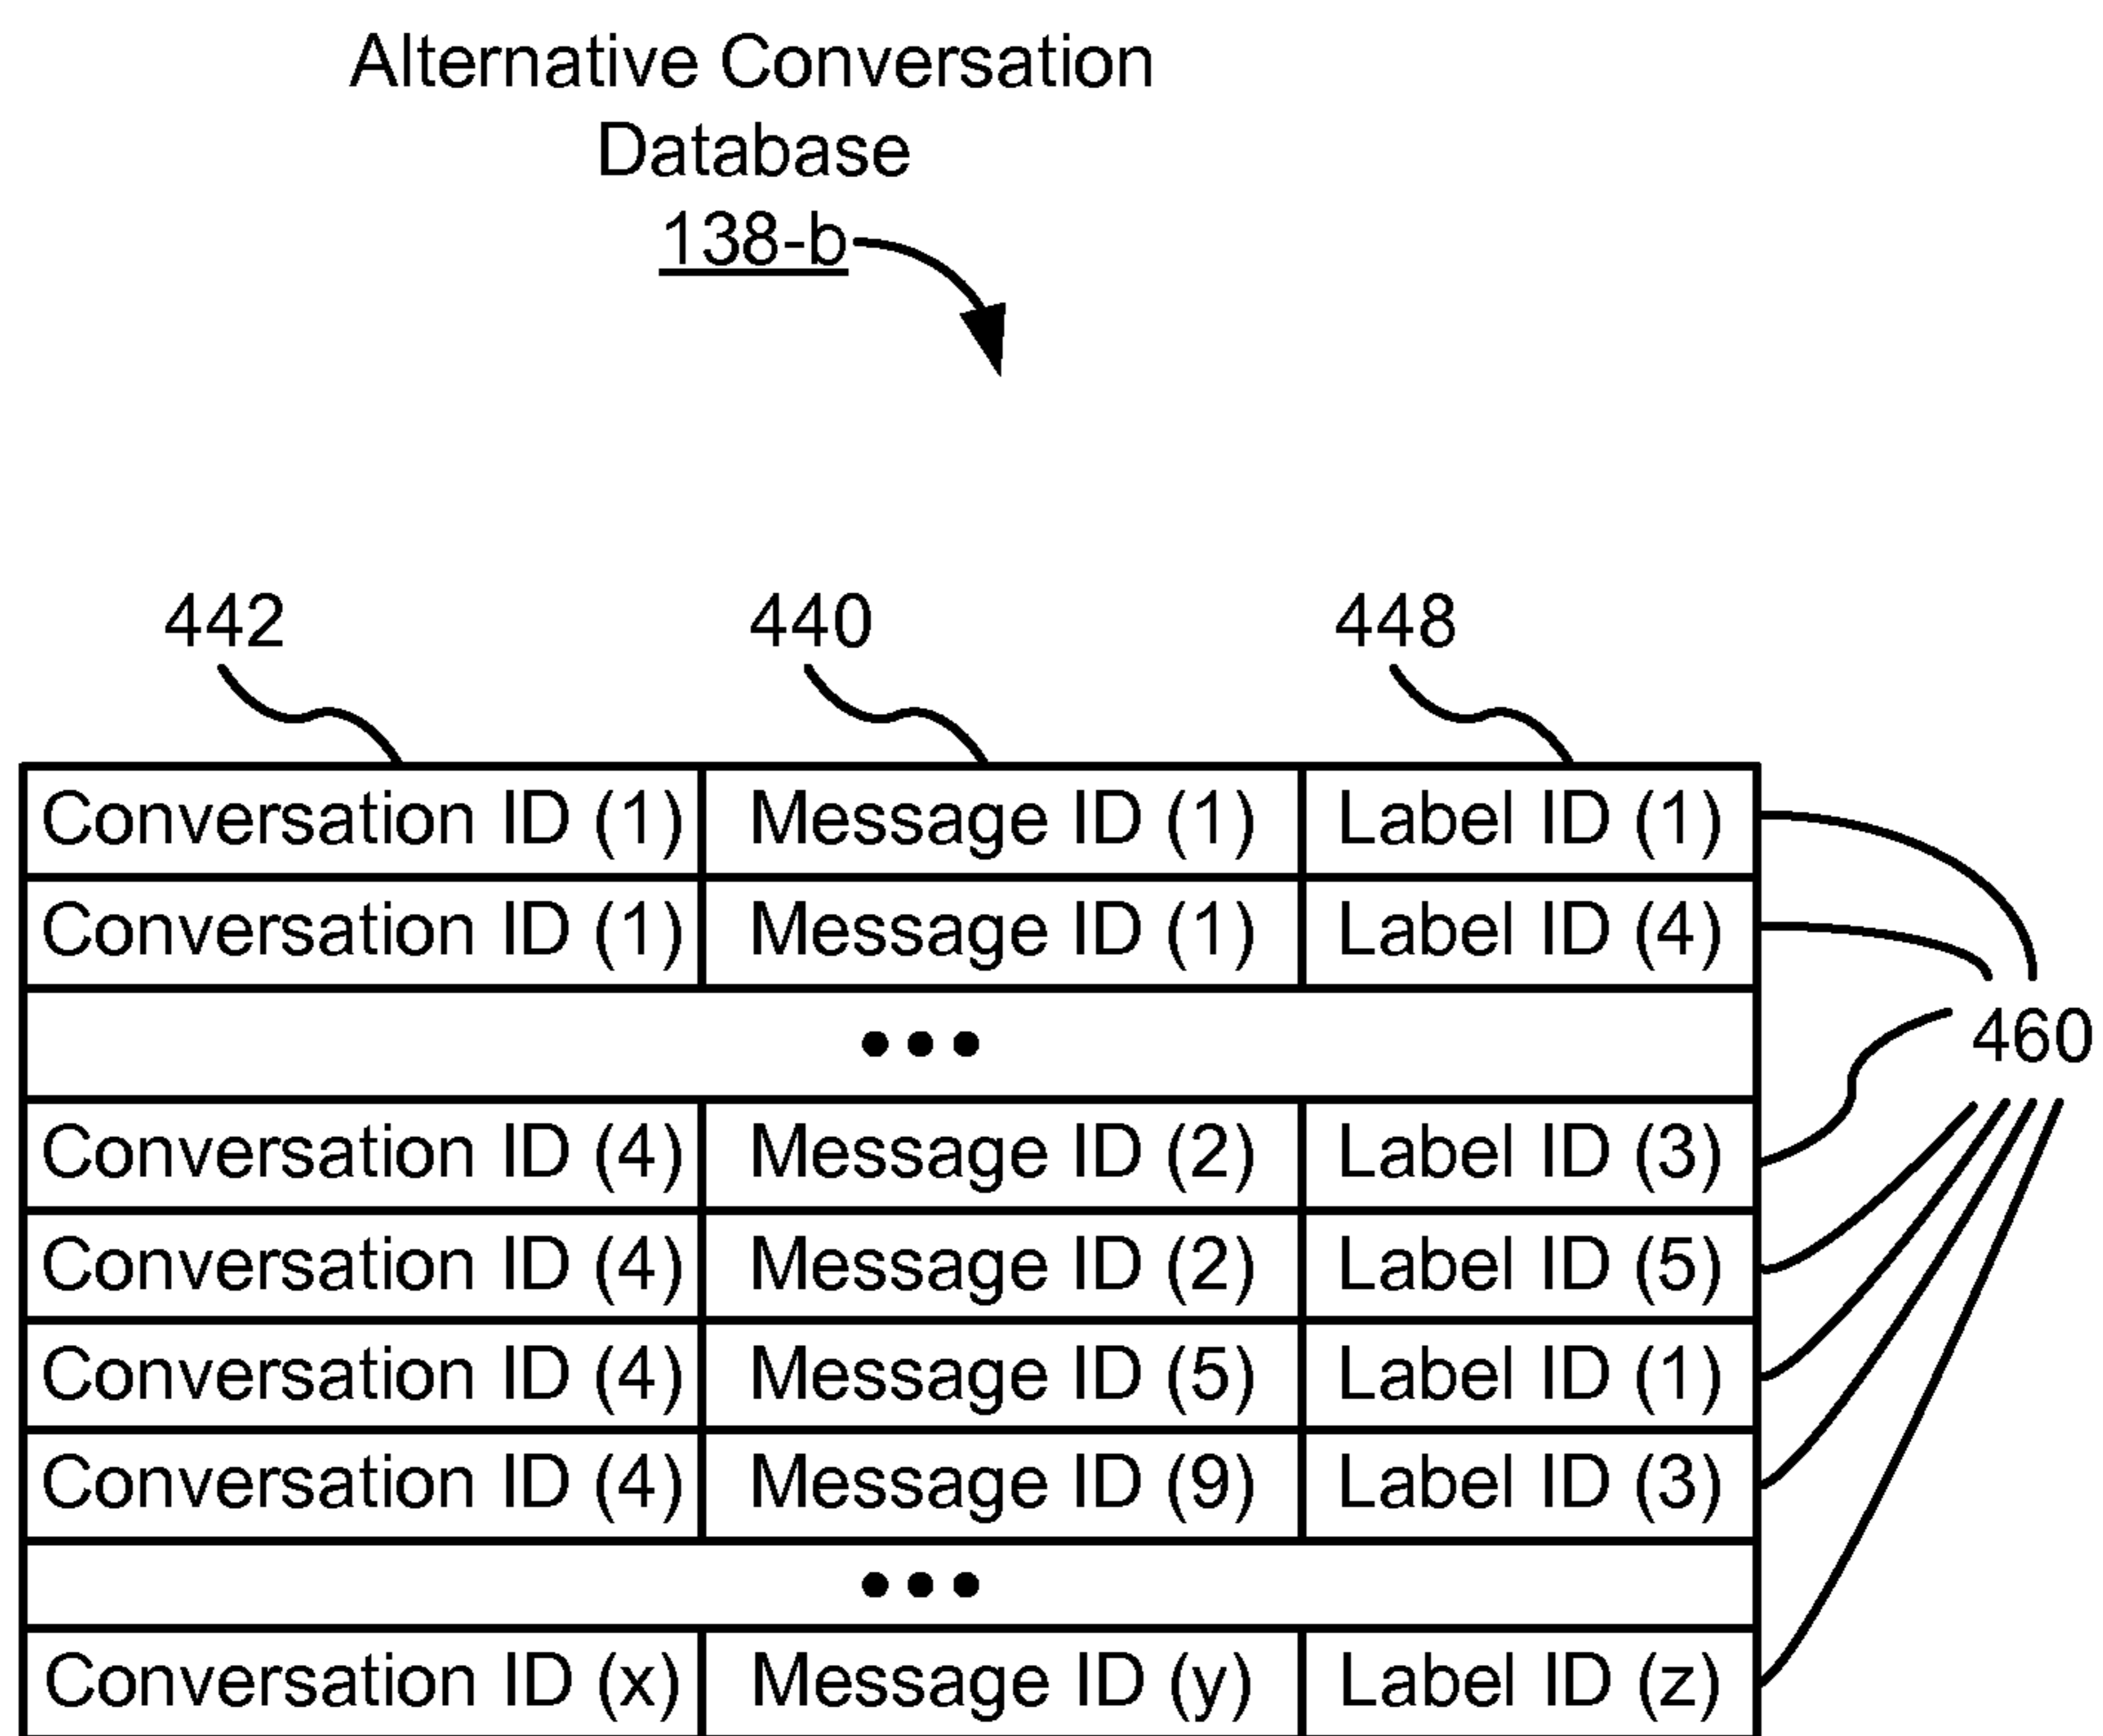 Alternative Conversation
Database
138-b
442 440 448
Conversation ID (1) Message ID (1) Label ID (1)
Conversation ID (1) Message ID (1) Label ID (4)
•••
460
Conversation ID (4) Message ID (2) Label ID (3)
Conversation ID (4) Message ID (2) Label ID (5)
Conversation ID (4) Message ID (5) Label ID (1)
Conversation ID (4) Message ID (9) Label ID (3)
•••
Conversation ID (x) Message ID (y) Label ID (z)